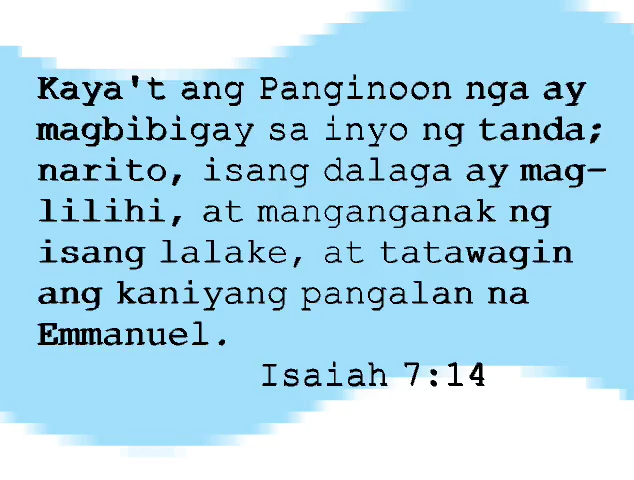 Kaya't ang Panginoon nga ay
magbibigay sa inyo ng tanda;
narito, isang dalaga ay mag-
lilihi, at manganganak ng
isang lalake, at tatawagin
ang kaniyang pangalan na
Emmanuel.
Isaiah 7:14